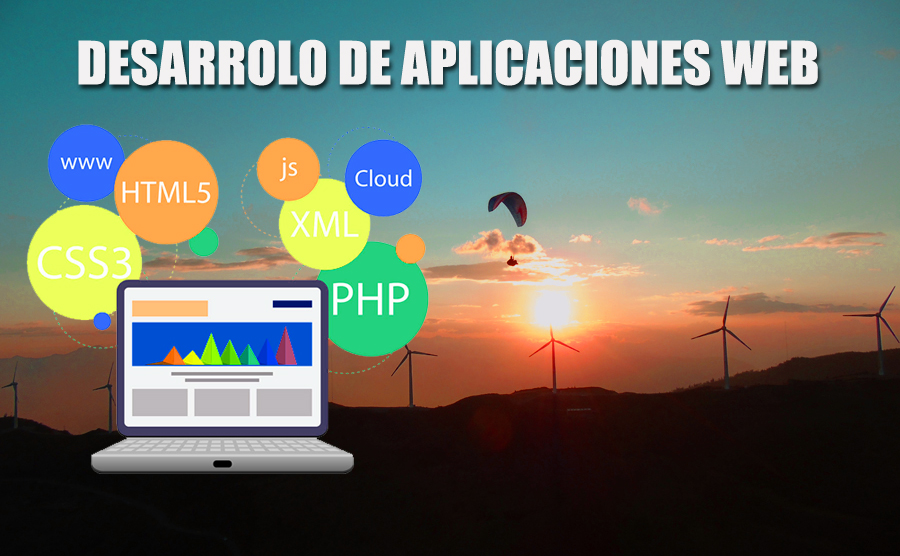 DESARROLO DE APLICACIONES WEB
www
HTML5
CSS3
js
Cloud
XML
PHP